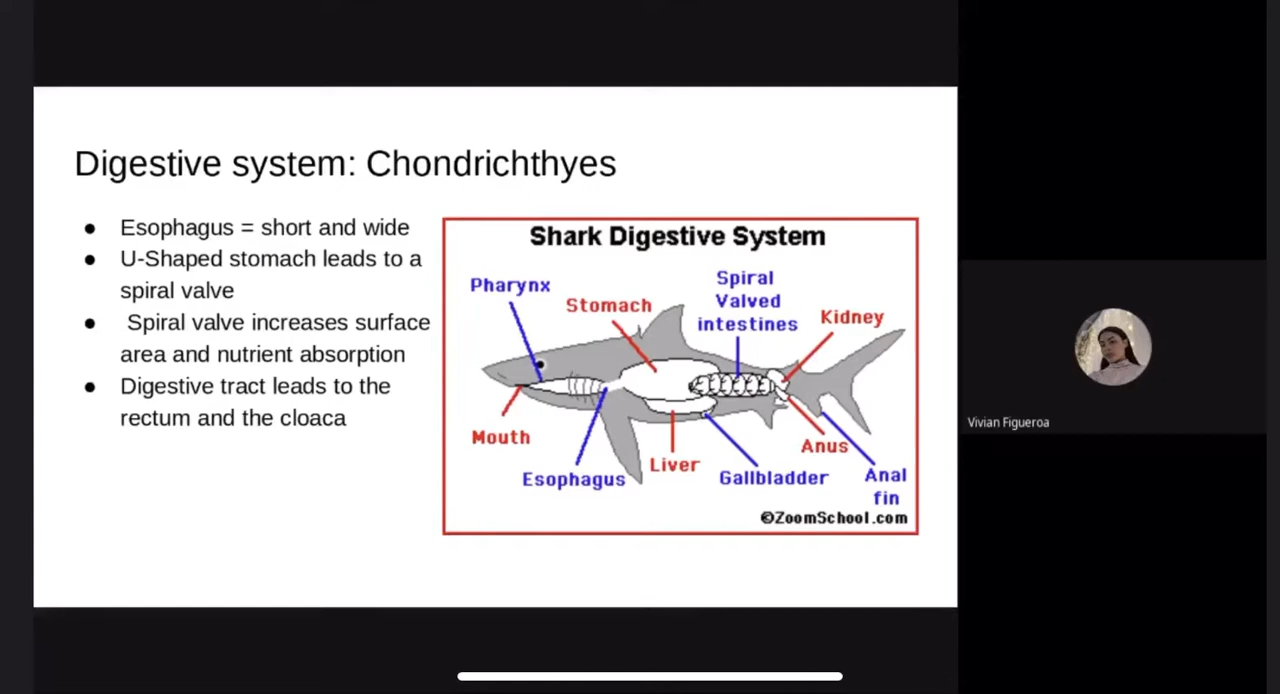 Digestive system: Chondrichthyes
● Esophagus = short and wide
● U-Shaped stomach leads to a
spiral valve
● Spiral valve increases surface
area and nutrient absorption
● Digestive tract leads to the
rectum and the cloaca
Shark Digestive System
Pharynx
Stomach
Spiral
Valved
intestines
Kidney
Mouth
Esophagus
Liver
Gallbladder
Anus
Anal
fin
©ZoomSchool.com
Vivian Figueroa